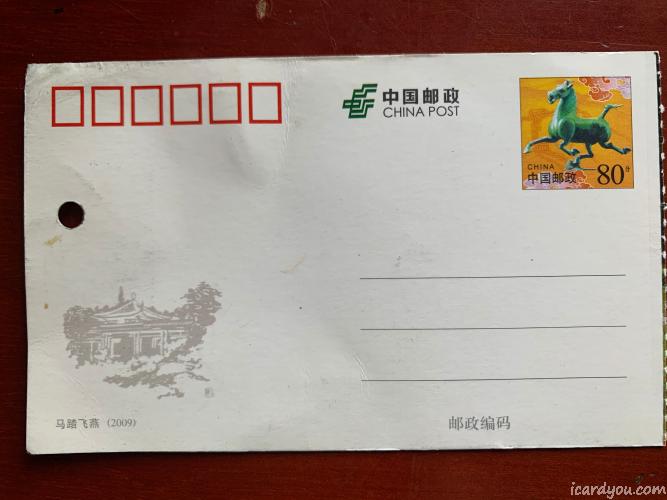 中国邮政
CHINA POST
CHINA
中国邮政 80分
马踏飞燕 (2009)
邮政编码
icardyou.com